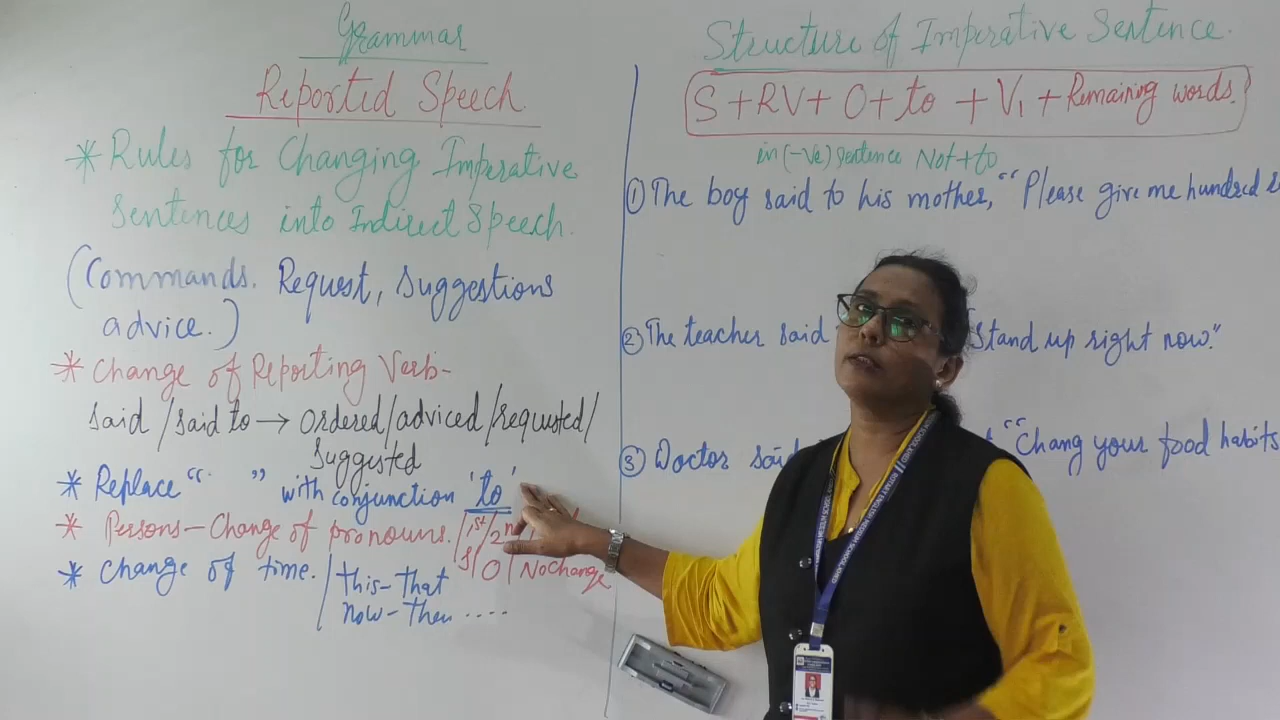 Grammar
Reported Speech
* Rules for Changing Imperative
Sentences into Indirect Speech.
(Commands. Request, Suggestions
advice.)
* Change of Reporting Verb-
Said / Said to → Ordered/adviced/requsted/
Suggested
* Replace “ ” with conjunction 'to'
* Persons - Change of pronouns. 1st/2n
S/ O / No change
* Change of time. / this - that
now - then ....
Structure of Imperative Sentence.
S + RV + O + to + V1 + Remaining words.
in (-ve) Sentence Not + to
① The boy said to his mother, “Please give me hundred
② The teacher said Stand up right now.”
③ Doctor said “Chang your food habits